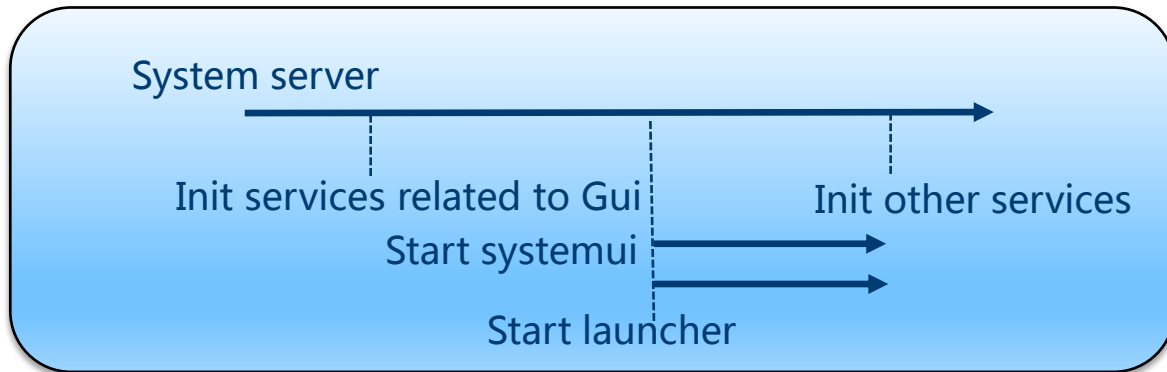 System server
Init services related to Gui
Init other services
Start systemui
Start launcher